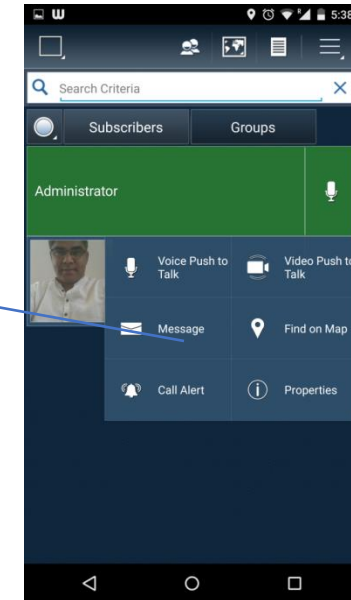 5:38
Search Criteria
Subscribers Groups
Administrator
Voice Push to
Talk
Video Push to
Talk
Message
Find on Map
Call Alert
Properties